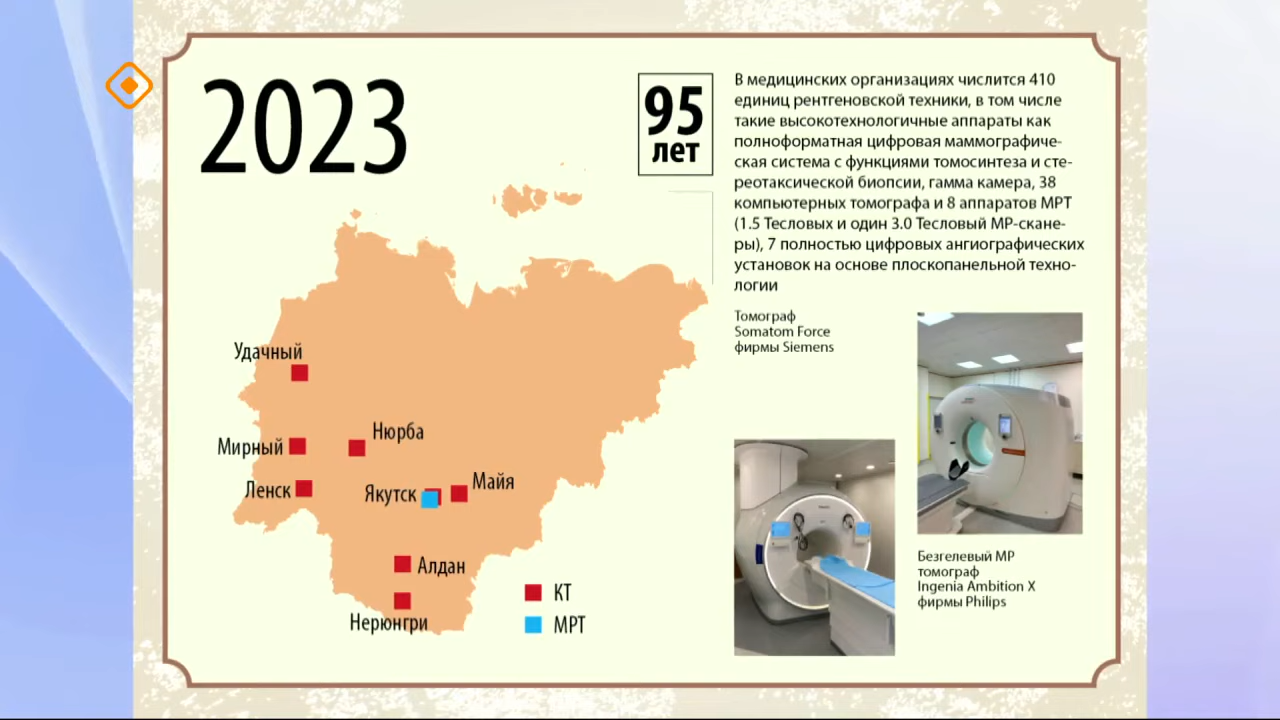 2023
95
лет
В медицинских организациях числится 410
единиц рентгеновской техники, в том числе
такие высокотехнологичные аппараты как
полноформатная цифровая маммографиче-
ская система с функциями томосинтеза и сте-
реотаксической биопсии, гамма камера, 38
компьютерных томографа и 8 аппаратов МРТ
(1.5 Тесловых и один 3.0 Тесловый МР-скане-
ры), 7 полностью цифровых ангиографических
установок на основе плоскопанельной техно-
логии
Томограф
Somatom Force
фирмы Siemens
Удачный
Нюрба
Мирный
Ленск
Якутск
Майя
Алдан
Нерюнгри
КТ
МРТ
Безгелевый МР
томограф
Ingenia Ambition X
фирмы Philips